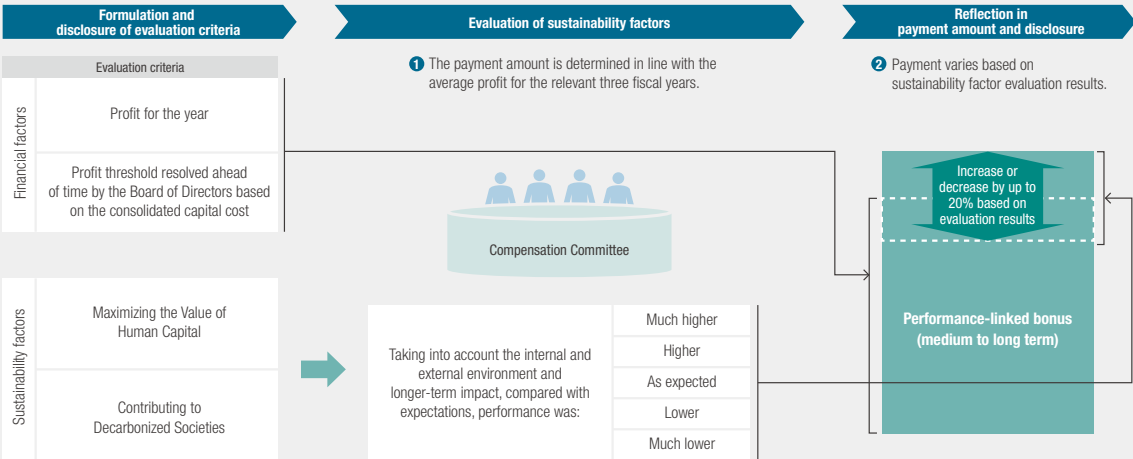 Formulation and
disclosure of evaluation criteria
Evaluation of sustainability factors
Reflection in
payment amount and disclosure
Evaluation criteria
Financial factors
Profit for the year
Profit threshold resolved ahead
of time by the Board of Directors based
on the consolidated capital cost
Sustainability factors
Maximizing the Value of
Human Capital
Contributing to
Decarbonized Societies
1 The payment amount is determined in line with the
average profit for the relevant three fiscal years.
Compensation Committee
Taking into account the internal and
external environment and
longer-term impact, compared with
expectations, performance was:
Much higher
Higher
As expected
Lower
Much lower
2 Payment varies based on
sustainability factor evaluation results.
Increase or
decrease by up to
20% based on
evaluation results
Performance-linked bonus
(medium to long term)